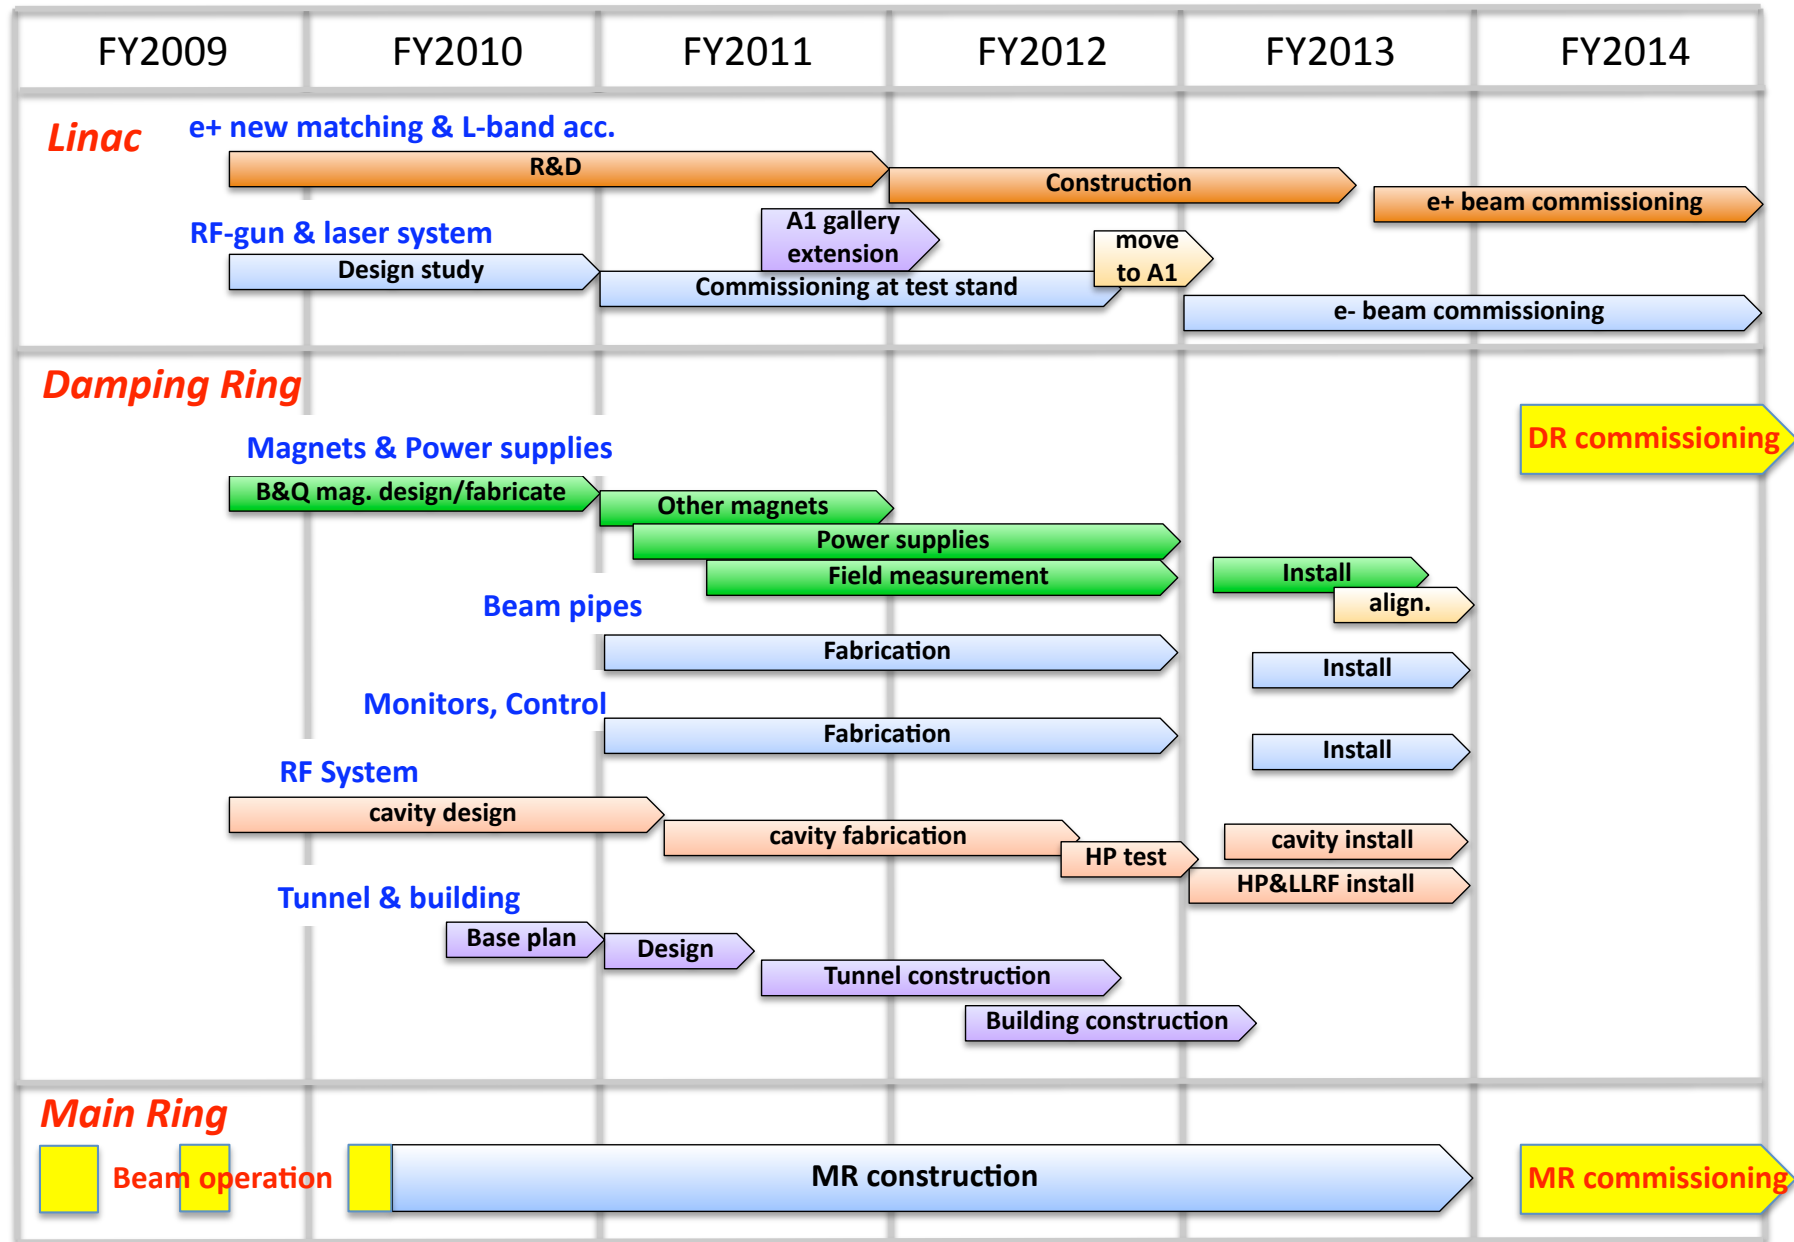 FY2009 FY2010 FY2011 FY2012 FY2013 FY2014
Linac
e+ new matching & L-band acc.
R&D
Construction
e+ beam commissioning
A1 gallery
extension
RF-gun & laser system
move
to A1
Design study
Commissioning at test stand
e- beam commissioning
Damping Ring
DR commissioning
Magnets & Power supplies
B&Q mag. design/fabricate
Other magnets
Power supplies
Field measurement
Install
align.
Beam pipes
Fabrication
Install
Monitors, Control
Fabrication
Install
RF System
cavity design
cavity fabrication
cavity install
HP test
HP&LLRF install
Tunnel & building
Base plan
Design
Tunnel construction
Building construction
Main Ring
Beam operation
MR construction
MR commissioning